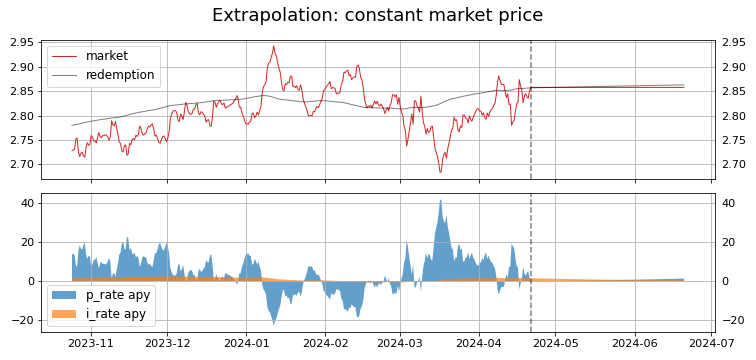 Extrapolation: constant market price
2.95 2.95
market
2.90 2.90
redemption
2.85 2.85
2.80 2.80
2.75 2.75
2.70 2.70
40 40
20 20
0 0
p_rate apy
i_rate apy
−20 −20
2023-11 2023-12 2024-01 2024-02 2024-03 2024-04 2024-05 2024-06 2024-07